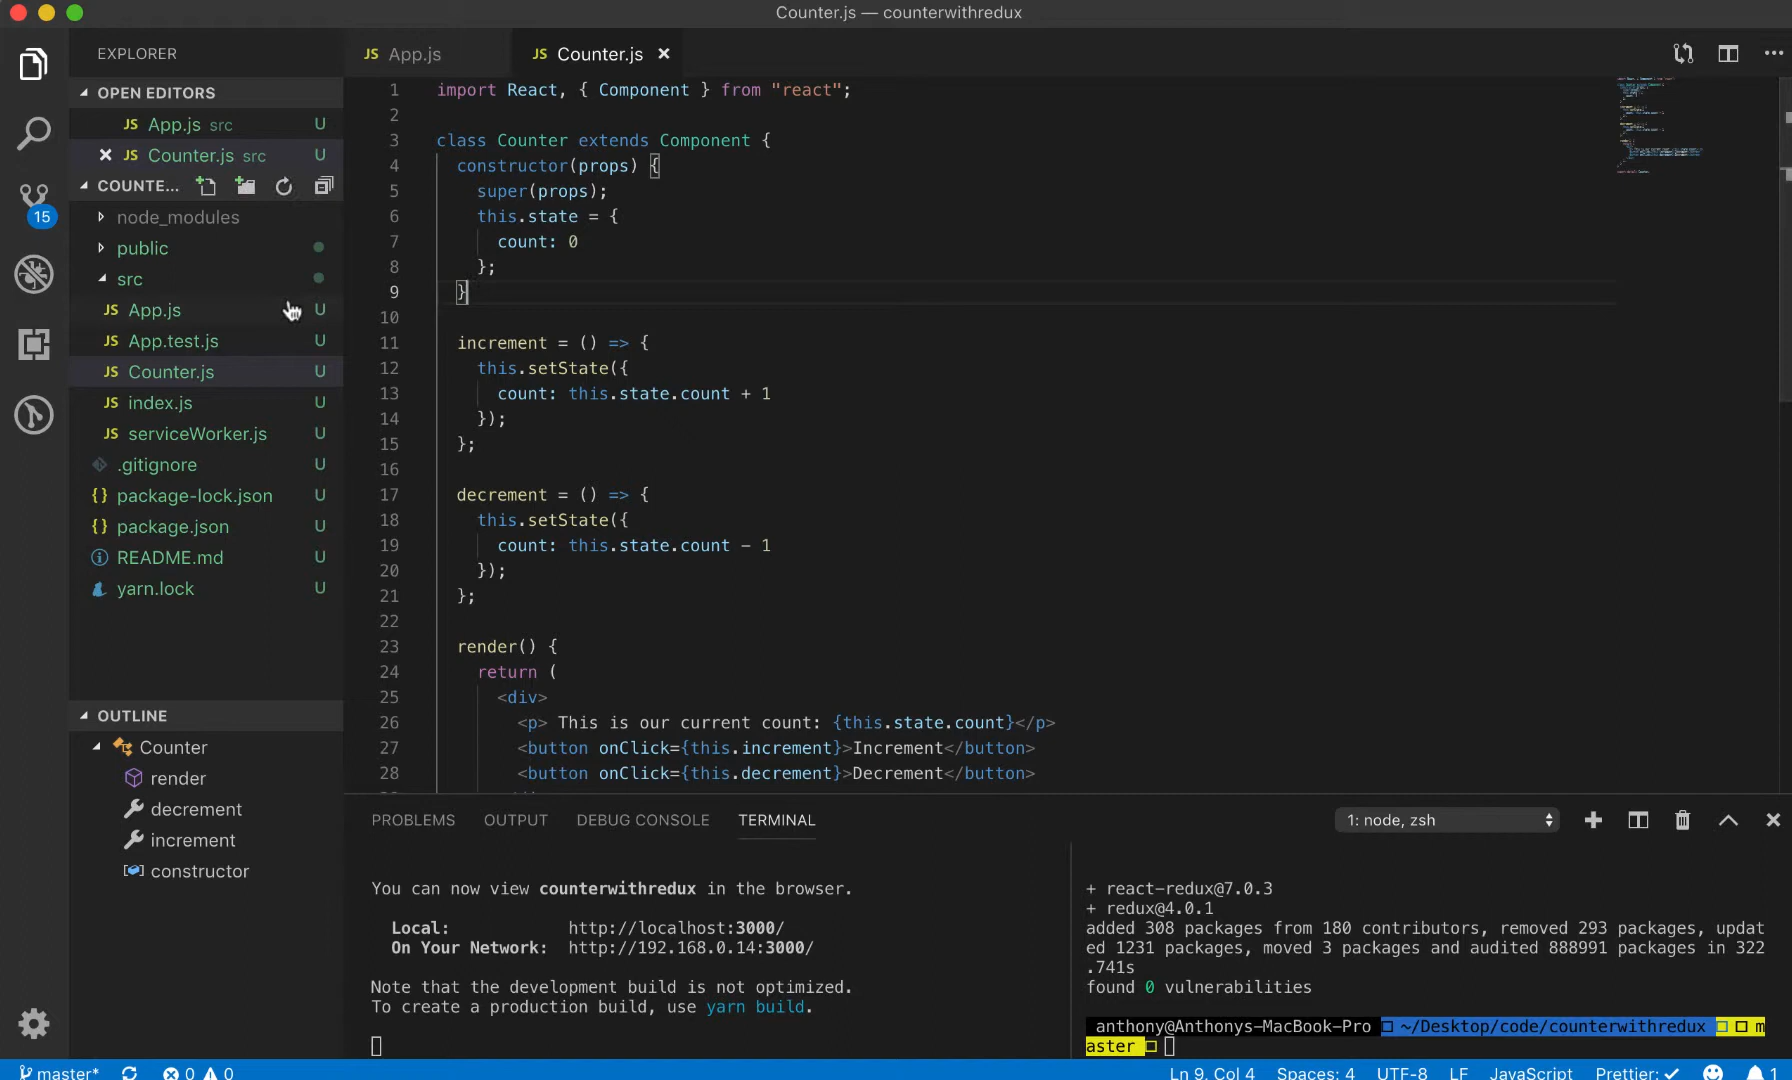 Counter.js — counterwithredux
EXPLORER
JS App.js
JS Counter.js ×
OPEN EDITORS
JS App.js src U
JS Counter.js src U
COUNTE...
15
node_modules
public
src
JS App.js U
JS App.test.js U
JS Counter.js U
JS index.js U
JS serviceWorker.js U
.gitignore U
{} package-lock.json U
{} package.json U
README.md U
yarn.lock U
OUTLINE
Counter
render
decrement
increment
constructor
1 import React, { Component } from "react";
2
3 class Counter extends Component {
4 constructor(props) {
5 super(props);
6 this.state = {
7 count: 0
8 };
9 }
10
11 increment = () => {
12 this.setState({
13 count: this.state.count + 1
14 });
15 };
16
17 decrement = () => {
18 this.setState({
19 count: this.state.count - 1
20 });
21 };
22
23 render() {
24 return (
25 <div>
26 <p> This is our current count: {this.state.count}</p>
27 <button onClick={this.increment}>Increment</button>
28 <button onClick={this.decrement}>Decrement</button>
PROBLEMS OUTPUT DEBUG CONSOLE TERMINAL 1: node, zsh
You can now view counterwithredux in the browser.
Local: http://localhost:3000/
On Your Network: http://192.168.0.14:3000/
Note that the development build is not optimized.
To create a production build, use yarn build.
+ react-redux@7.0.3
+ redux@4.0.1
added 308 packages from 180 contributors, removed 293 packages, updat
ed 1231 packages, moved 3 packages and audited 888991 packages in 322
.741s
found 0 vulnerabilities
anthony@Anthonys-MacBook-Pro ~/Desktop/code/counterwithredux m
aster
master* 0 0 Ln 9, Col 4 Spaces: 4 UTF-8 LF JavaScript Prettier: ✓ 1